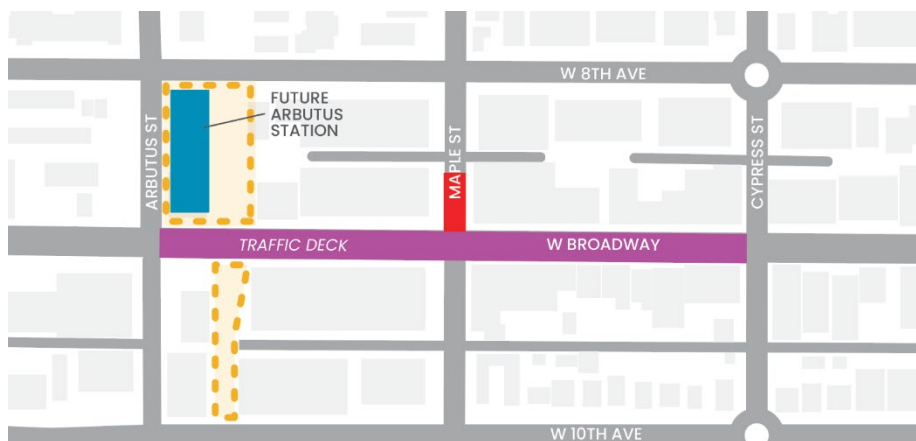 W 8TH AVE
FUTURE
ARBUTUS
STATION
ARBUTUS ST
MAPLE ST
CYPRESS ST
TRAFFIC DECK
W BROADWAY
W 10TH AVE